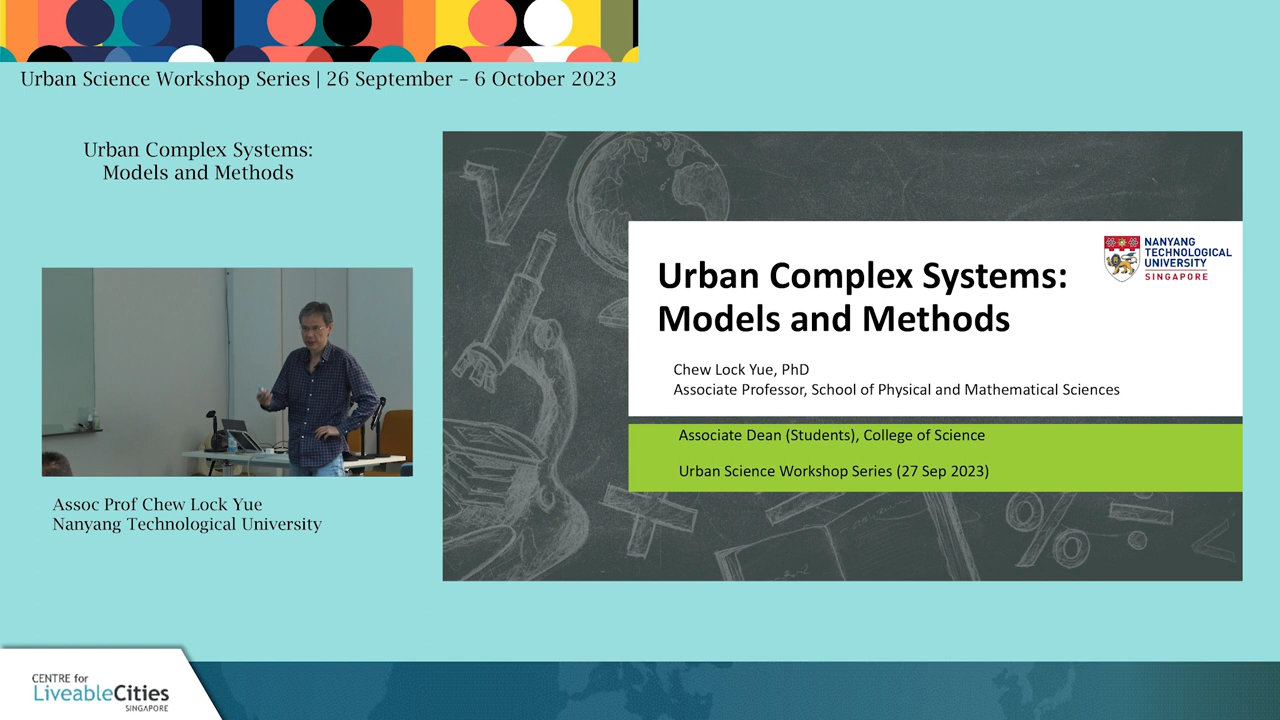 Urban Science Workshop Series | 26 September – 6 October 2023
Urban Complex Systems:
Models and Methods
Assoc Prof Chew Lock Yue
Nanyang Technological University
NANYANG
TECHNOLOGICAL
UNIVERSITY
SINGAPORE
Urban Complex Systems:
Models and Methods
Chew Lock Yue, PhD
Associate Professor, School of Physical and Mathematical Sciences
Associate Dean (Students), College of Science
Urban Science Workshop Series (27 Sep 2023)
CENTRE for
LiveableCities
SINGAPORE